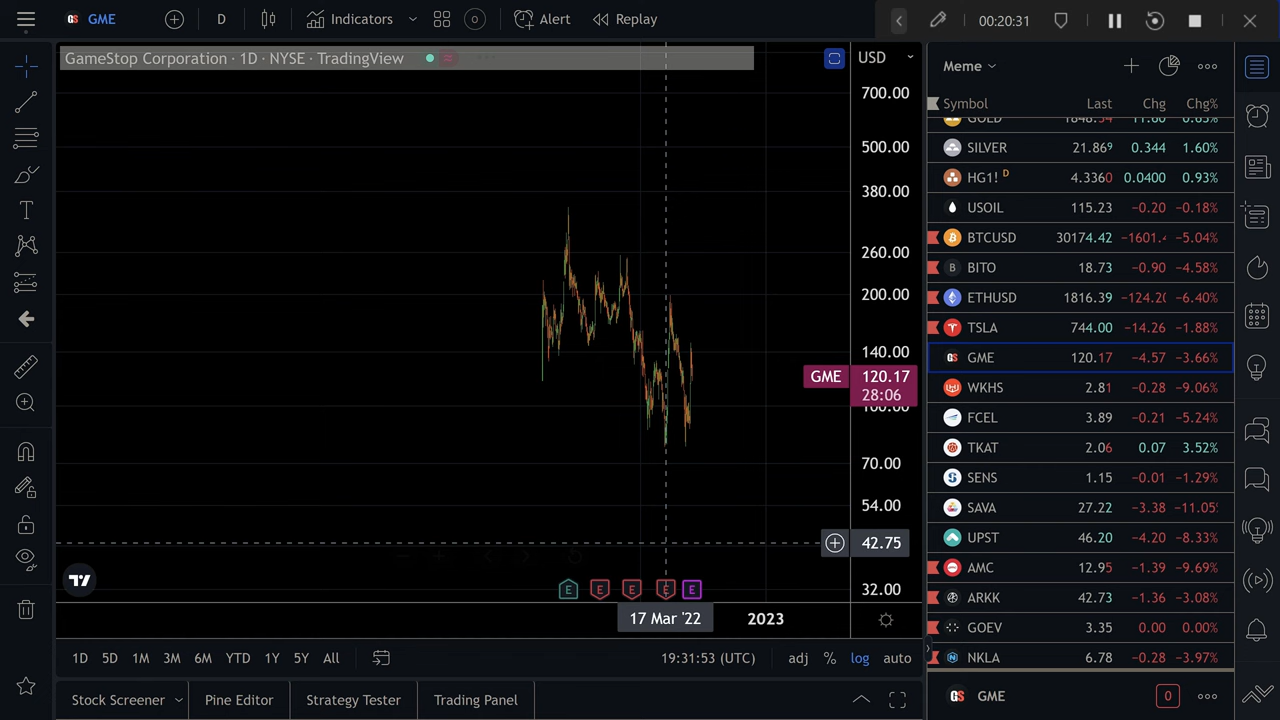 GME D Indicators Alert Replay 00:20:31
GameStop Corporation · 1D · NYSE · TradingView
USD
700.00
500.00
380.00
260.00
200.00
140.00
GME 120.17
28:06
100.00
70.00
54.00
42.75
32.00
E E E E E
17 Mar '22 2023
1D 5D 1M 3M 6M YTD 1Y 5Y All 19:31:53 (UTC) adj % log auto
Stock Screener Pine Editor Strategy Tester Trading Panel
Meme
Symbol Last Chg Chg%
GOLD 1848.54 11.60 0.63%
SILVER 21.869 0.344 1.60%
HG1! D 4.3360 0.0400 0.93%
USOIL 115.23 −0.20 −0.18%
BTCUSD 30174.42 −1601. −5.04%
BITO 18.73 −0.90 −4.58%
ETHUSD 1816.39 −124.20 −6.40%
TSLA 744.00 −14.26 −1.88%
GME 120.17 −4.57 −3.66%
WKHS 2.81 −0.28 −9.06%
FCEL 3.89 −0.21 −5.24%
TKAT 2.06 0.07 3.52%
SENS 1.15 −0.01 −1.29%
SAVA 27.22 −3.38 −11.05
UPST 46.20 −4.20 −8.33%
AMC 12.95 −1.39 −9.69%
ARKK 42.73 −1.36 −3.08%
GOEV 3.35 0.00 0.00%
NKLA 6.78 −0.28 −3.97%
GME 0